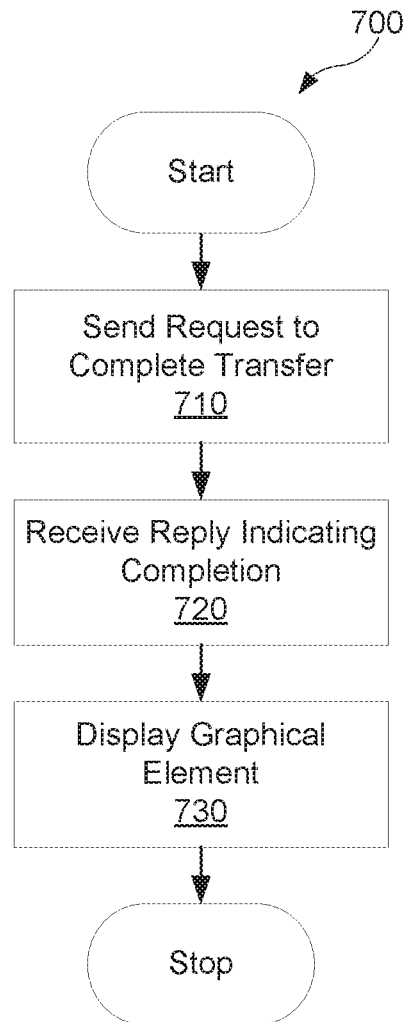 700
Start
Send Request to
Complete Transfer
710
Receive Reply Indicating
Completion
720
Display Graphical
Element
730
Stop